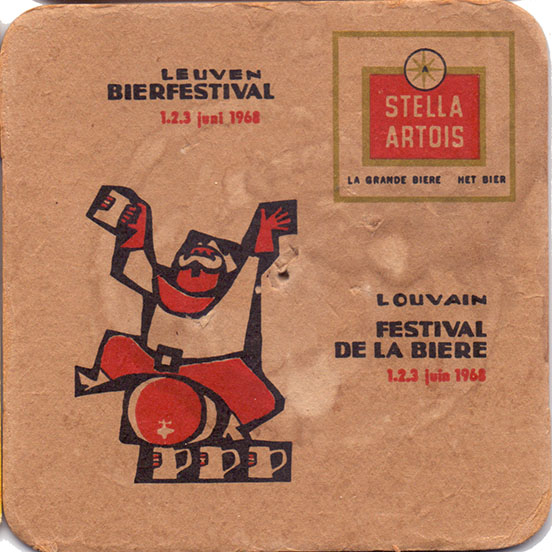 LEUVEN
BIERFESTIVAL
1.2.3 juni 1968
A
STELLA
ARTOIS
LA GRANDE BIERE HET BIER
LOUVAIN
FESTIVAL
DE LA BIERE
1.2.3 juin 1968